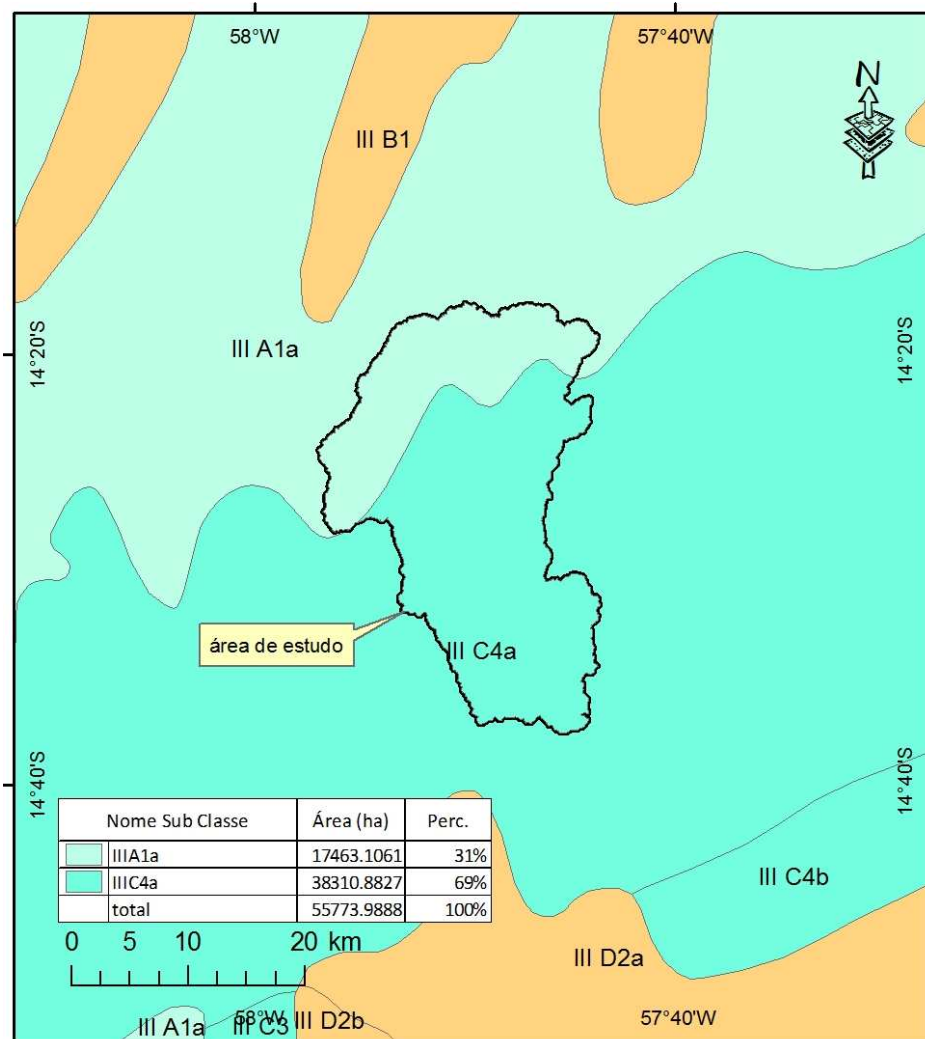 58°W 57°40'W
N
III B1
14°20'S 14°20'S
III A1a
área de estudo
III C4a
14°40'S 14°40'S
Nome Sub Classe Área (ha) Perc.
IIIA1a 17463.1061 31%
IIIC4a 38310.8827 69%
total 55773.9888 100%
III C4b
0 5 10 20 km
III D2a
58°W 57°40'W
III A1a III C3 III D2b